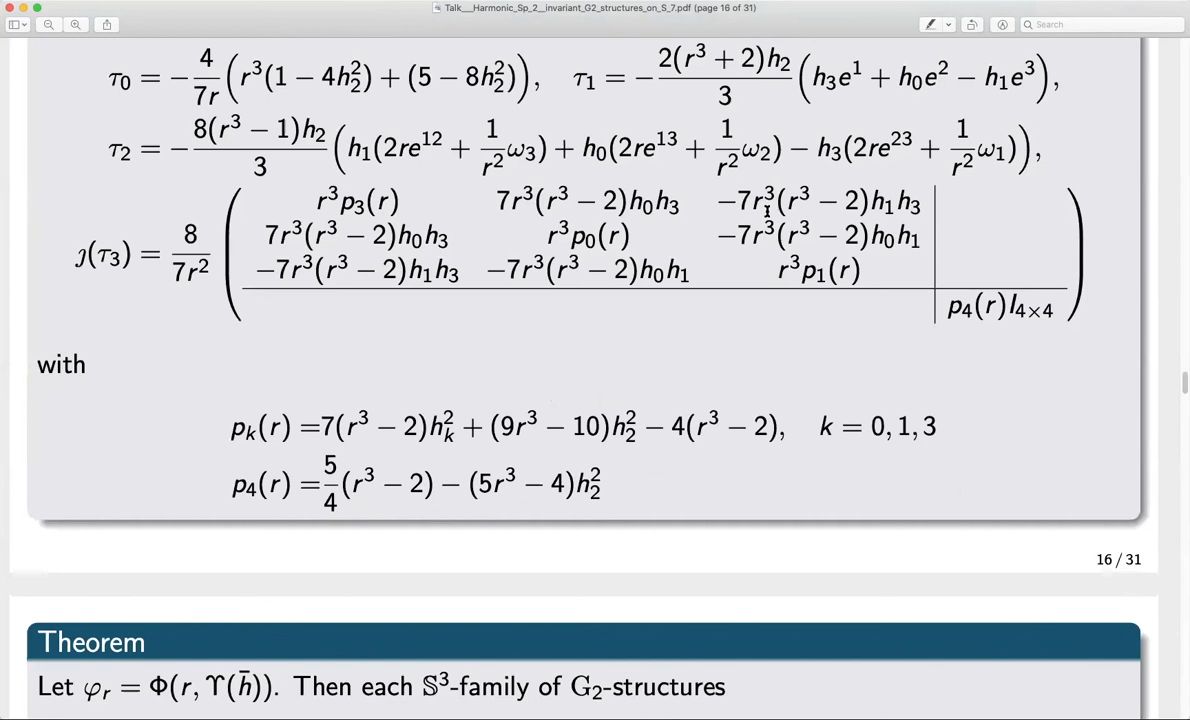 Talk__Harmonic_Sp_2__invariant_G2_structures_on_S_7.pdf (page 16 of 31)
Search
τ₀ = −4/(7r) (r³(1 − 4h₂²) + (5 − 8h₂²)), τ₁ = −2(r³ + 2)h₂/3 (h₃e¹ + h₀e² − h₁e³),
τ₂ = −8(r³ − 1)h₂/3 (h₁(2re¹² + 1/r² ω₃) + h₀(2re¹³ + 1/r² ω₂) − h₃(2re²³ + 1/r² ω₁)),
r³p₃(r) 7r³(r³ − 2)h₀h₃ −7r³(r³ − 2)h₁h₃
7r³(r³ − 2)h₀h₃ r³p₀(r) −7r³(r³ − 2)h₀h₁
ȷ(τ₃) = 8/(7r²)
−7r³(r³ − 2)h₁h₃ −7r³(r³ − 2)h₀h₁ r³p₁(r)
p₄(r)I₄ₓ₄
with
pₖ(r) =7(r³ − 2)hₖ² + (9r³ − 10)h₂² − 4(r³ − 2), k = 0, 1, 3
p₄(r) =5/4(r³ − 2) − (5r³ − 4)h₂²
16 / 31
Theorem
Let φᵣ = Φ(r, ϒ(h̄)). Then each 𝕊³-family of G₂-structures